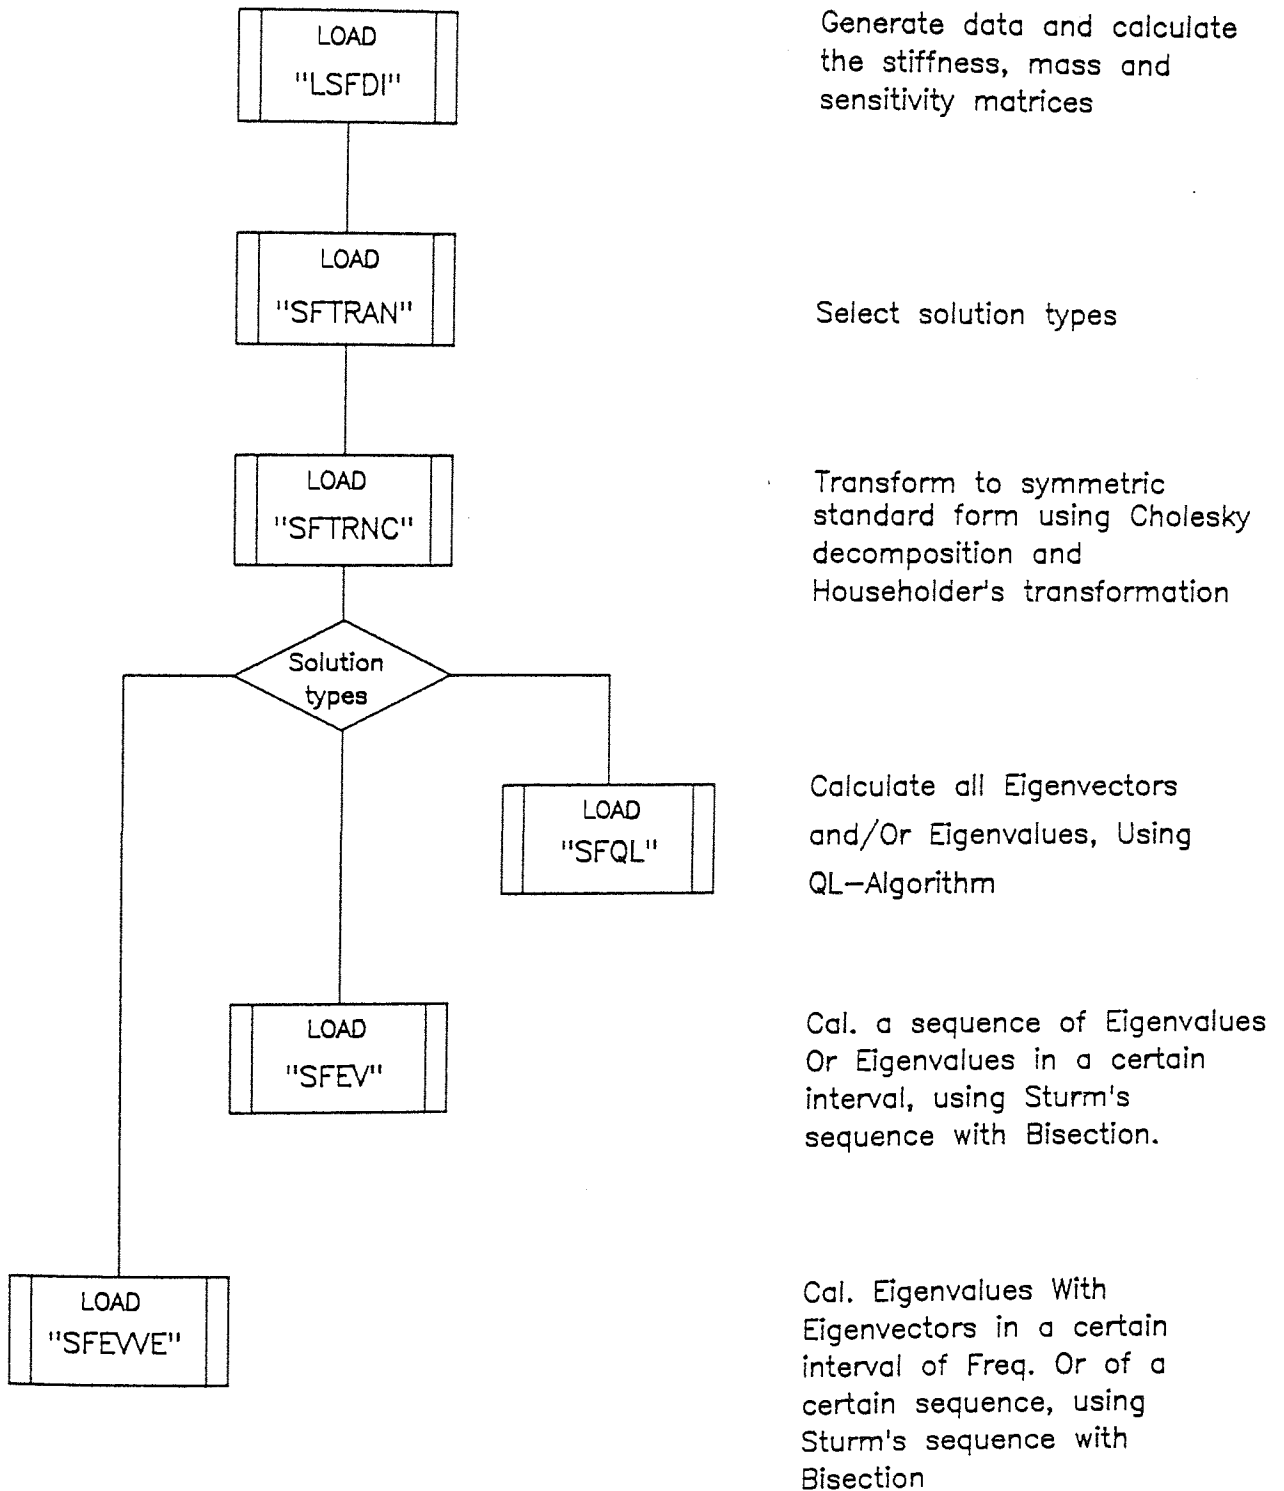 LOAD
"LSFDI"
Generate data and calculate
the stiffness, mass and
sensitivity matrices
LOAD
"SFTRAN"
Select solution types
LOAD
"SFTRNC"
Transform to symmetric
standard form using Cholesky
decomposition and
Householder's transformation
Solution
types
LOAD
"SFQL"
Calculate all Eigenvectors
and/Or Eigenvalues, Using
QL-Algorithm
LOAD
"SFEV"
Cal. a sequence of Eigenvalues
Or Eigenvalues in a certain
interval, using Sturm's
sequence with Bisection.
LOAD
"SFEVVE"
Cal. Eigenvalues With
Eigenvectors in a certain
interval of Freq. Or of a
certain sequence, using
Sturm's sequence with
Bisection